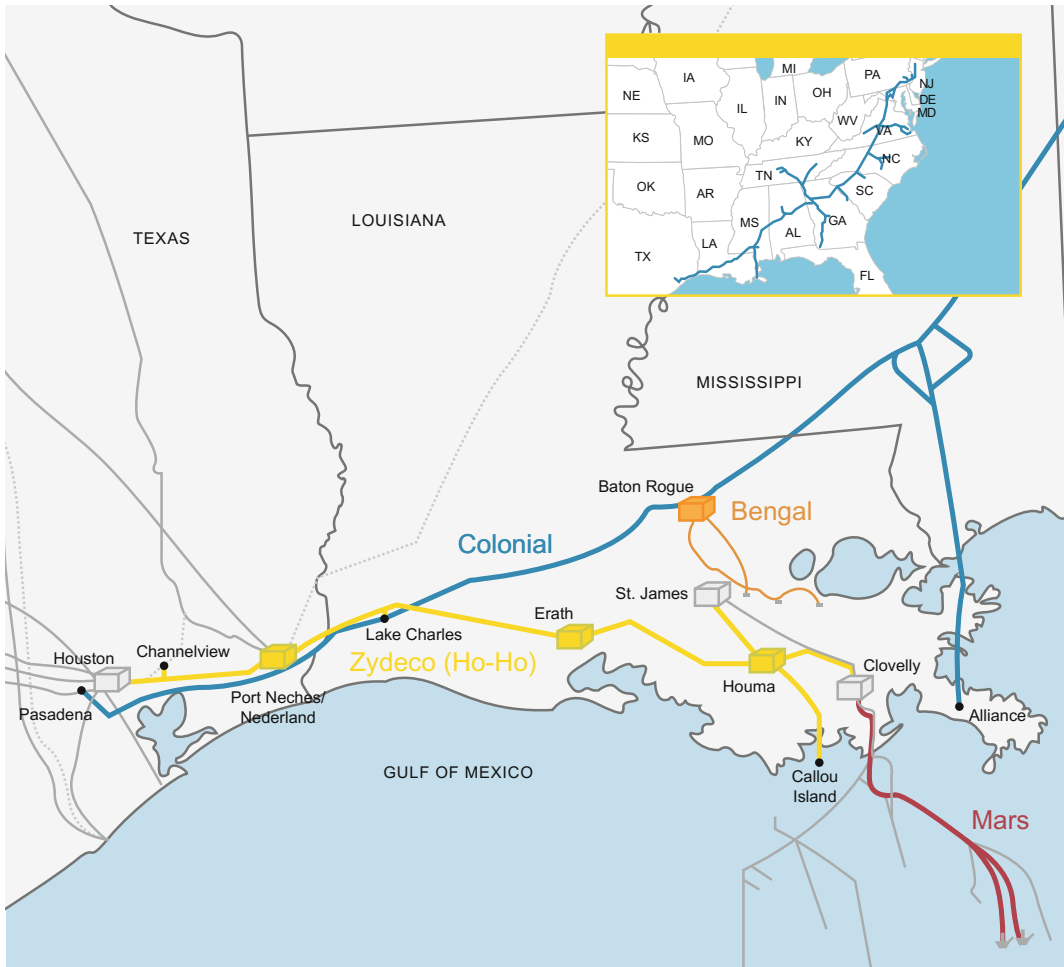 MI
IA
PA
NJ
NE
OH
DE
IL
IN
MD
WV
VA
KS
MO
KY
NC
TN
OK
AR
SC
MS
AL
GA
LA
TX
FL
LOUISIANA
TEXAS
MISSISSIPPI
Baton Rogue
Bengal
Colonial
St. James
Erath
Lake Charles
Channelview
Houston
Zydeco (Ho-Ho)
Clovelly
Houma
Port Neches/
Nederland
Pasadena
Alliance
GULF OF MEXICO
Callou
Island
Mars